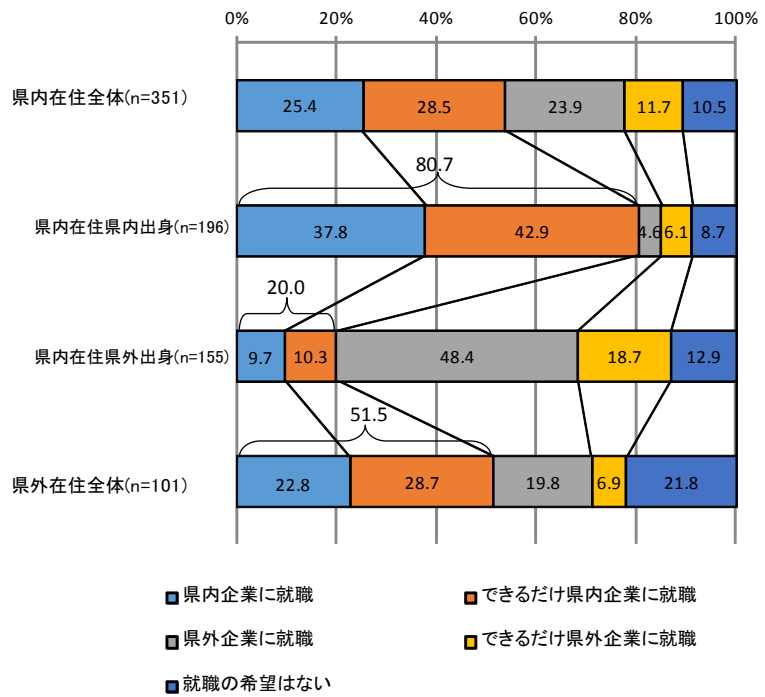 0% 20% 40% 60% 80% 100%
県内在住全体(n=351)
25.4 28.5 23.9 11.7 10.5
80.7
県内在住県内出身(n=196)
37.8 42.9 4.6 6.1 8.7
20.0
県内在住県外出身(n=155)
9.7 10.3 48.4 18.7 12.9
51.5
県外在住全体(n=101)
22.8 28.7 19.8 6.9 21.8
県内企業に就職 できるだけ県内企業に就職
県外企業に就職 できるだけ県外企業に就職
就職の希望はない